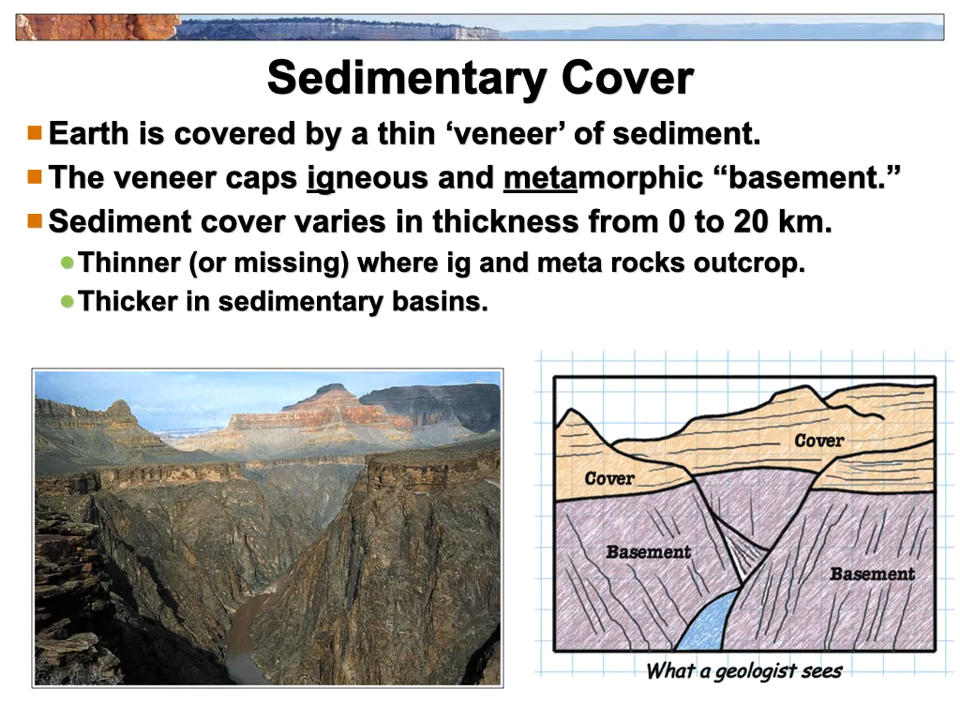 Sedimentary Cover
Earth is covered by a thin ‘veneer’ of sediment.
The veneer caps igneous and metamorphic “basement.”
Sediment cover varies in thickness from 0 to 20 km.
Thinner (or missing) where ig and meta rocks outcrop.
Thicker in sedimentary basins.
Cover
Cover
Basement
Basement
What a geologist sees